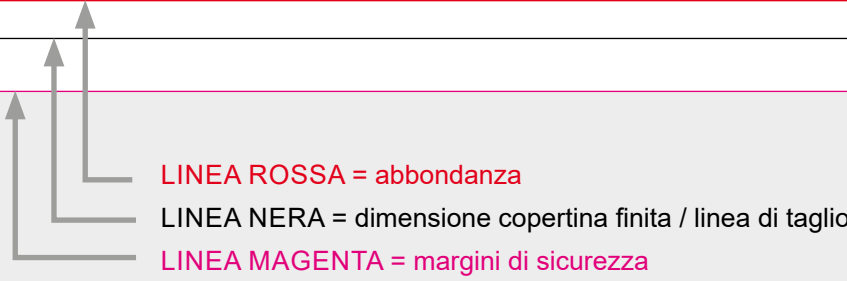 LINEA ROSSA = abbondanza
LINEA NERA = dimensione copertina finita / linea di taglio
LINEA MAGENTA = margini di sicurezza